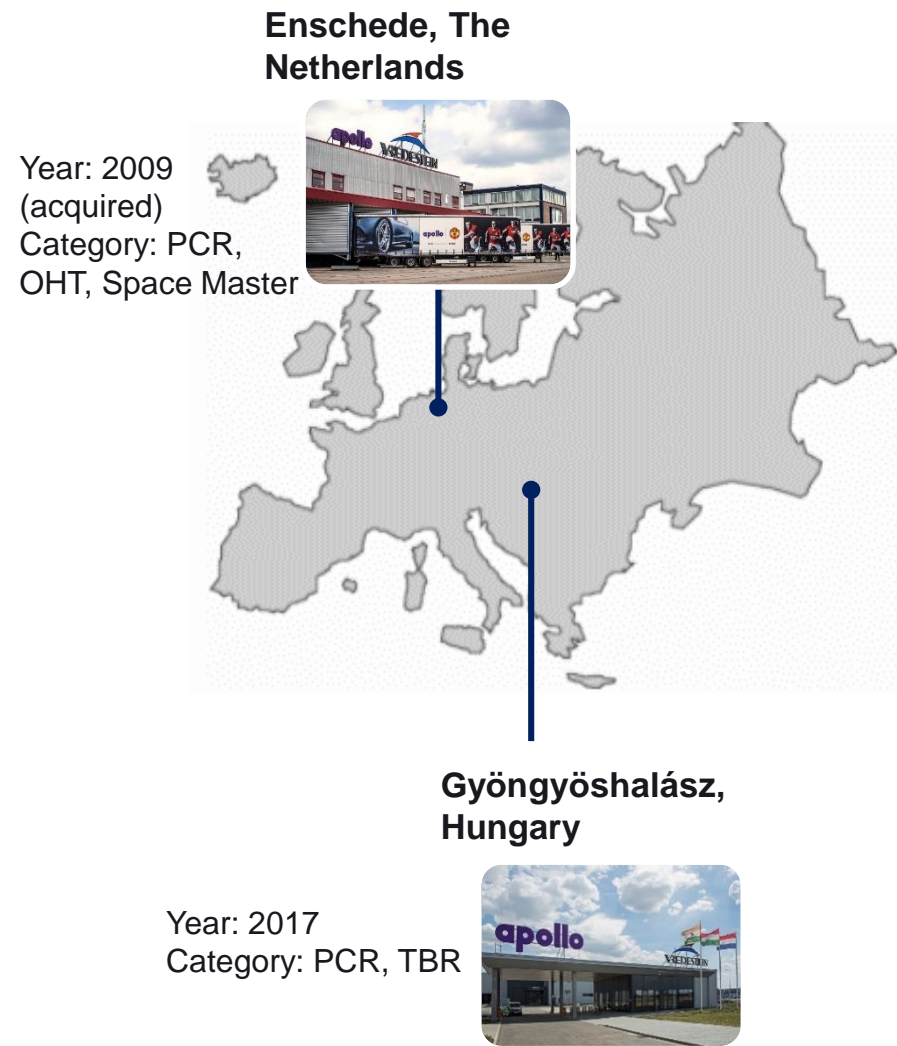 Enschede, The
Netherlands
apollo
VREDESTEIN
apollo
Year: 2009
(acquired)
Category: PCR,
OHT, Space Master
Gyöngyöshalász,
Hungary
apollo
VREDESTEIN
Year: 2017
Category: PCR, TBR